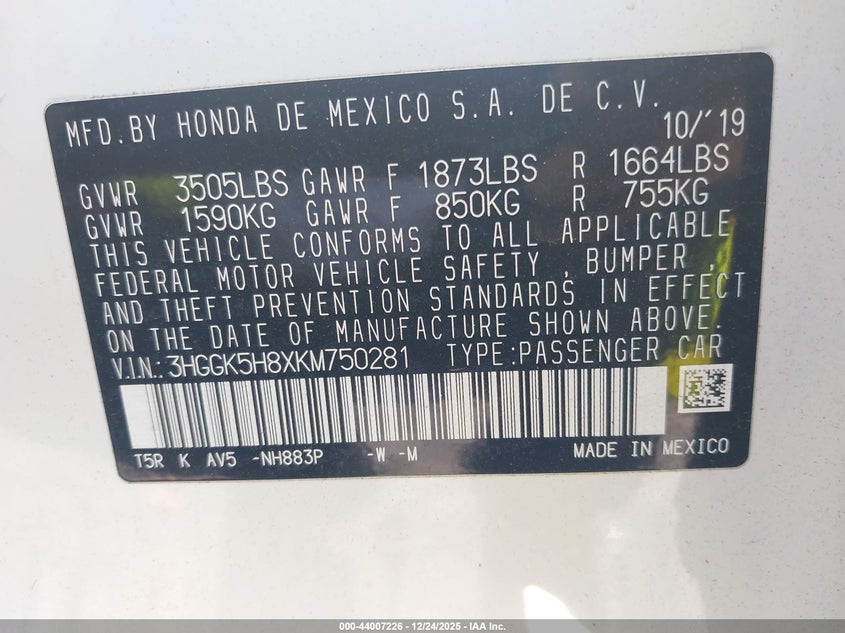 MFD.BY HONDA DE MEXICO S.A. DE C.V.
10/'19
GVWR 3505LBS GAWR F 1873LBS R 1664LBS
GVWR 1590KG GAWR F 850KG R 755KG
THIS VEHICLE CONFORMS TO ALL APPLICABLE
FEDERAL MOTOR VEHICLE SAFETY , BUMPER ,
AND THEFT PREVENTION STANDARDS IN EFFECT
ON THE DATE OF MANUFACTURE SHOWN ABOVE.
V.I.N.: 3HGGK5H8XKM750281 TYPE:PASSENGER CAR
T5R K AV5 -NH883P -W -M MADE IN MEXICO
000-44007226 - 12/24/2025 - IAA Inc.